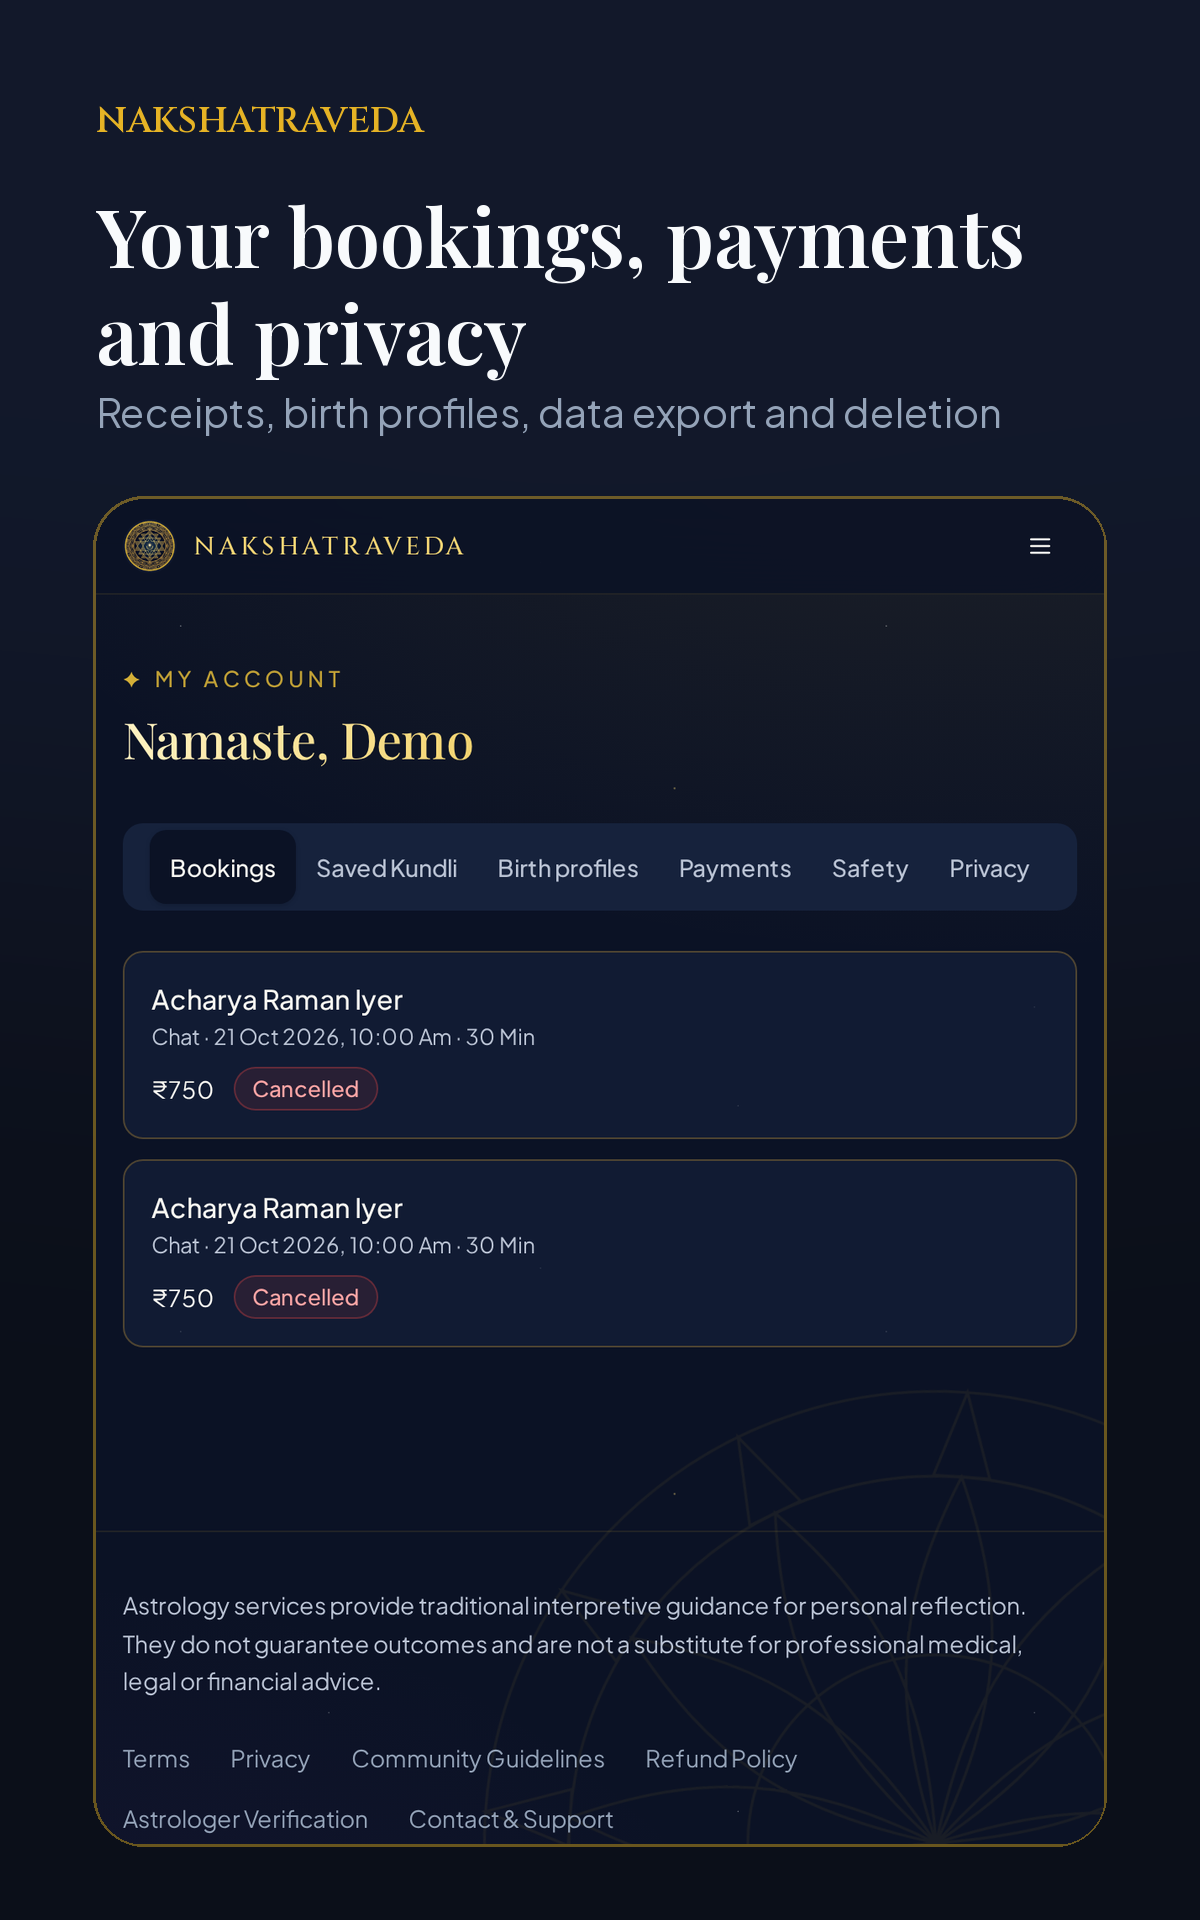 NAKSHATRAVEDA
Your bookings, payments
and privacy
Receipts, birth profiles, data export and deletion
NAKSHATRAVEDA
MY ACCOUNT
Namaste, Demo
Bookings Saved Kundli Birth profiles Payments Safety Privacy
Acharya Raman Iyer
Chat · 21 Oct 2026, 10:00 Am · 30 Min
₹750 Cancelled
Acharya Raman Iyer
Chat · 21 Oct 2026, 10:00 Am · 30 Min
₹750 Cancelled
Astrology services provide traditional interpretive guidance for personal reflection.
They do not guarantee outcomes and are not a substitute for professional medical,
legal or financial advice.
Terms Privacy Community Guidelines Refund Policy
Astrologer Verification Contact & Support